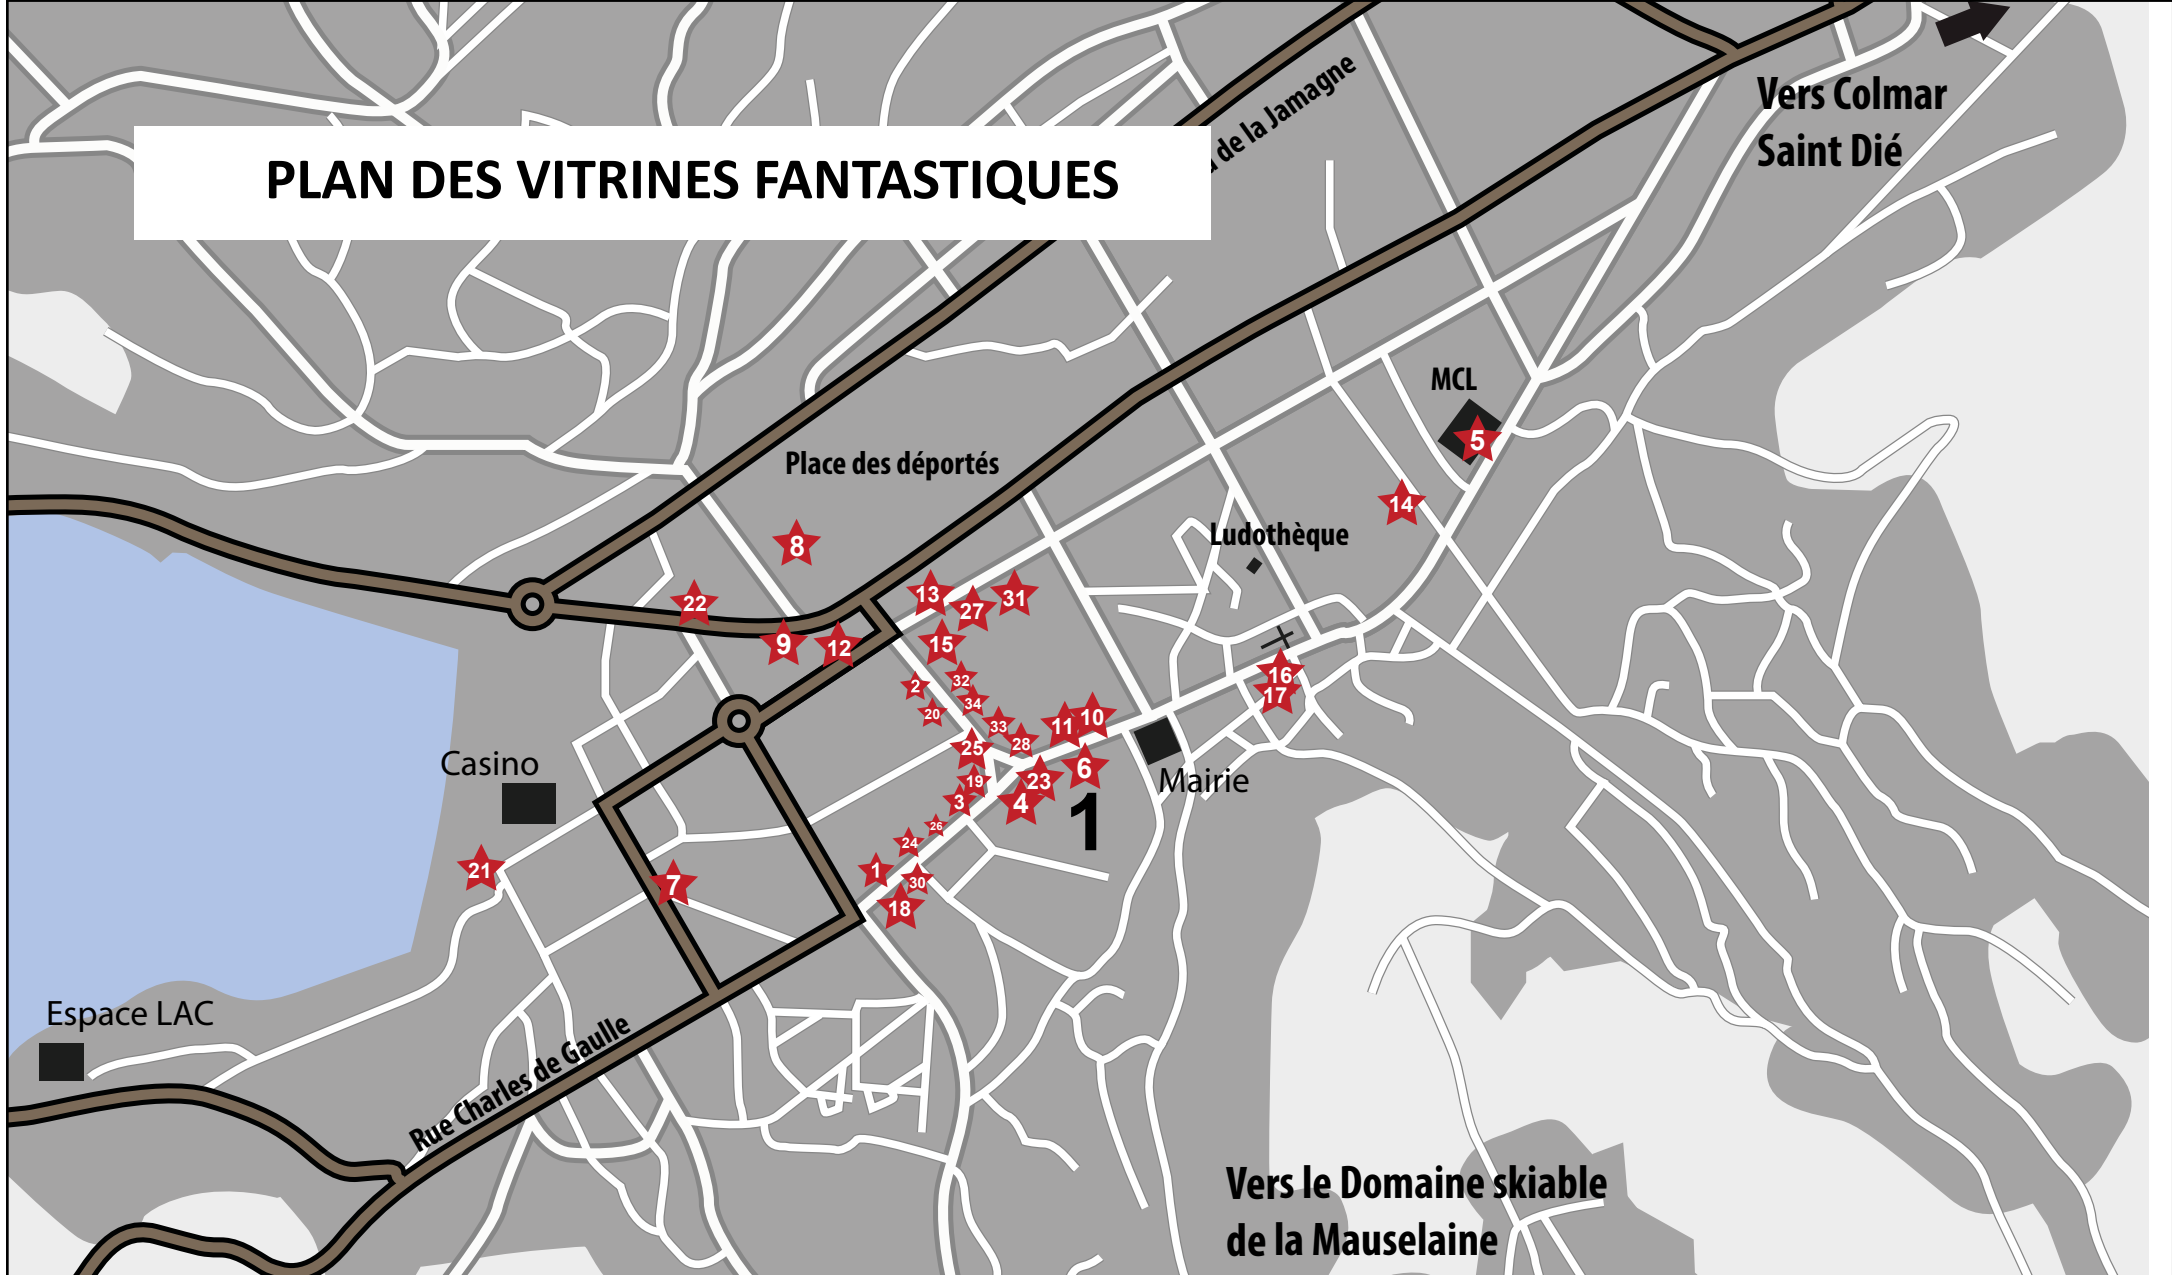 de la Jamagne
Vers Colmar
Saint Dié
PLAN DES VITRINES FANTASTIQUES
MCL
5
Place des déportés
14
8
Ludothèque
22
13
27
31
9
12
15
16
17
2
32
34
20
33
11
10
28
25
Casino
6
Mairie
19
23
3
4
1
26
24
21
1
7
30
18
Espace LAC
Rue Charles de Gaulle
Vers le Domaine skiable
de la Mauselaine